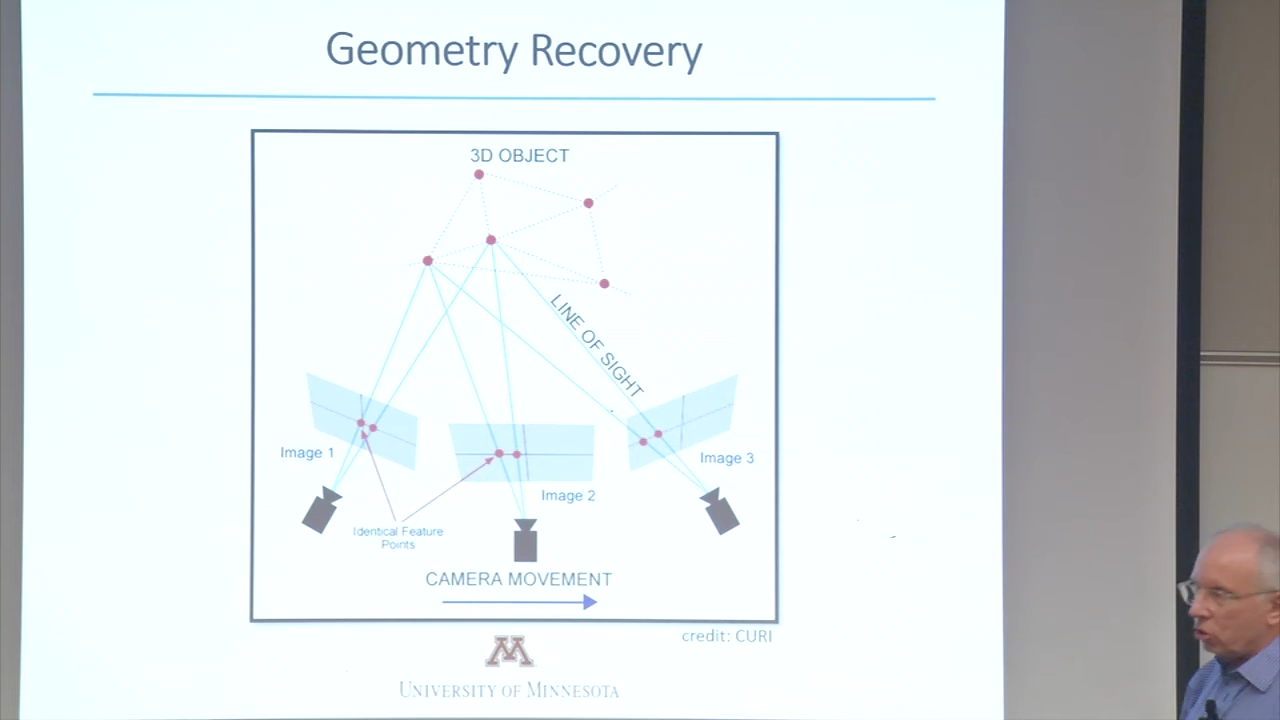 Geometry Recovery
3D OBJECT
LINE OF SIGHT
Image 1
Image 2
Image 3
Identical Feature
Points
CAMERA MOVEMENT
credit: CURI
M
UNIVERSITY OF MINNESOTA